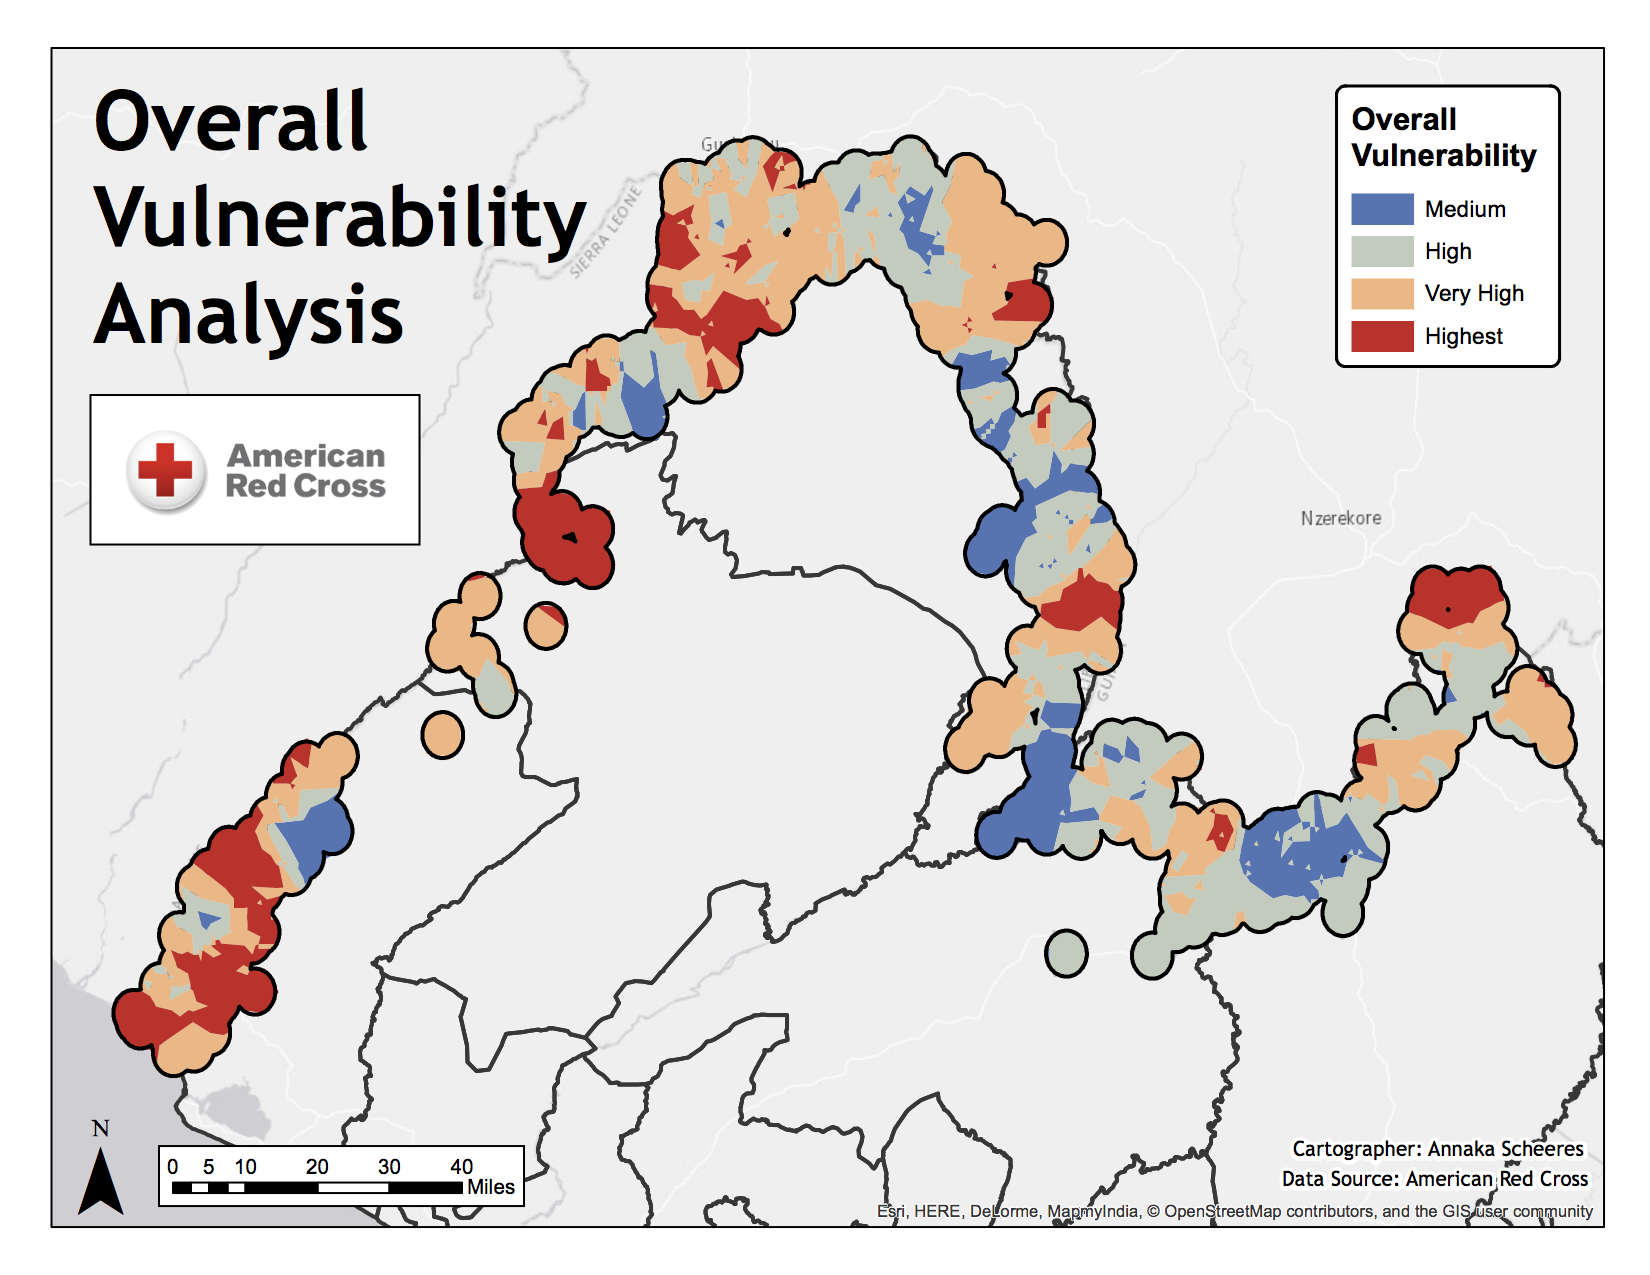 Overall
Vulnerability
Analysis
American
Red Cross
Overall
Vulnerability
Medium
High
Very High
Highest
SIERRA LEONE
Nzerekore
N
0 5 10 20 30 40
Miles
Cartographer: Annaka Scheeres
Data Source: American Red Cross
Esri, HERE, DeLorme, MapmyIndia, © OpenStreetMap contributors, and the GIS user community